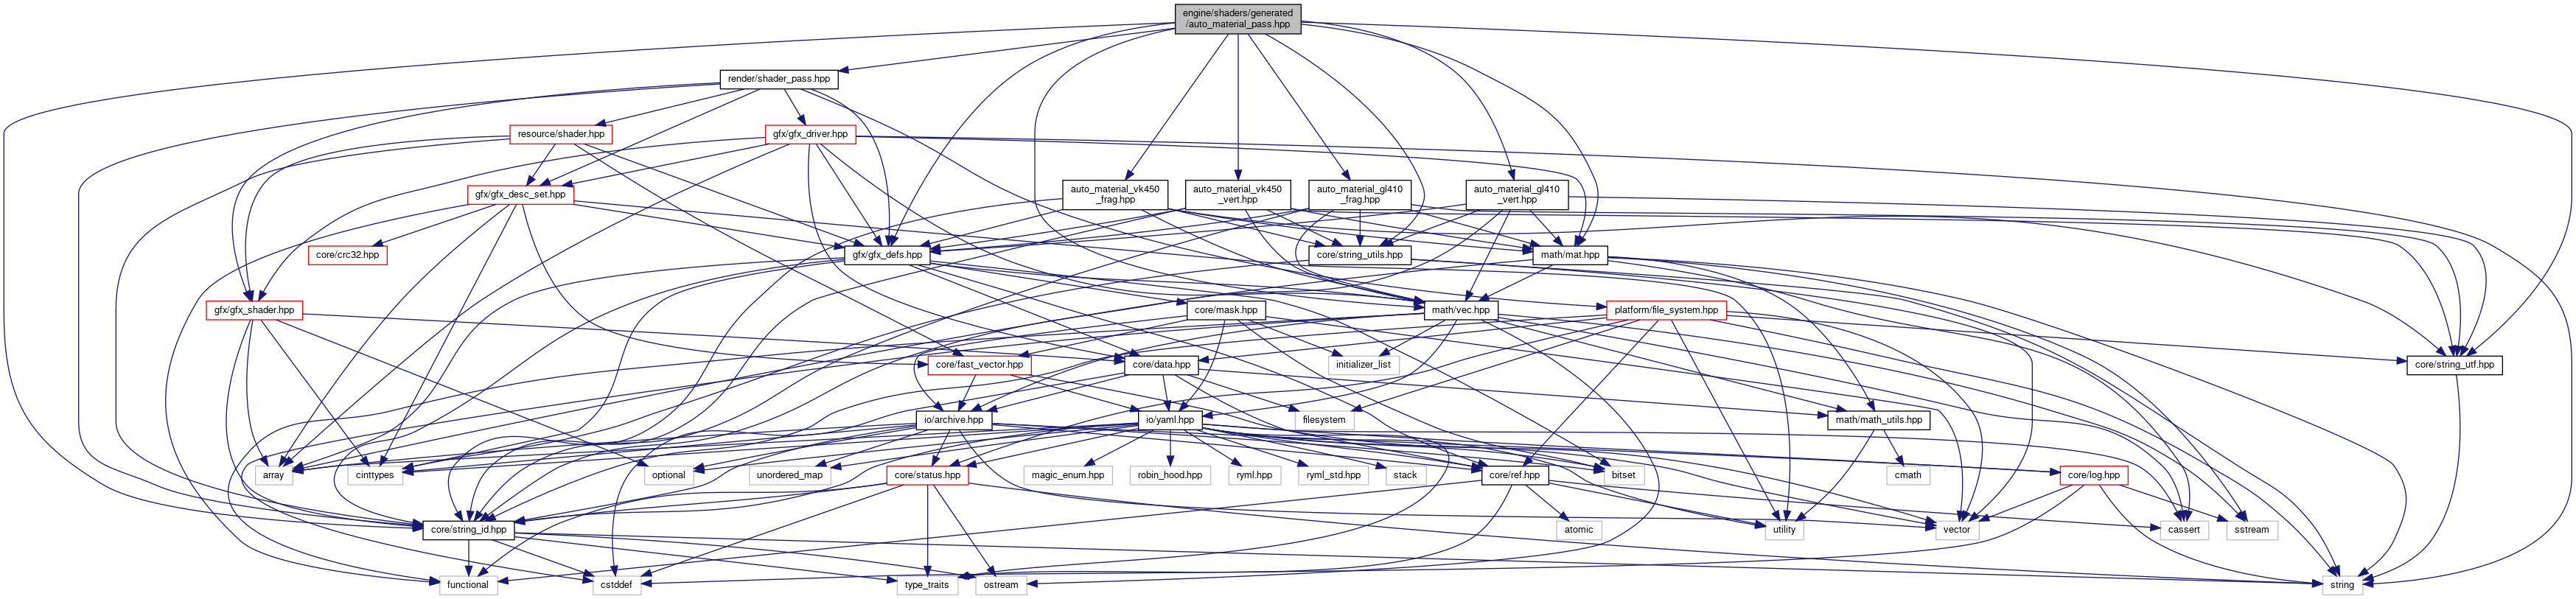 engine/shaders/generated
/auto_material_pass.hpp
render/shader_pass.hpp
resource/shader.hpp
gfx/gfx_driver.hpp
gfx/gfx_desc_set.hpp
auto_material_vk450
_frag.hpp
auto_material_vk450
_vert.hpp
auto_material_gl410
_frag.hpp
auto_material_gl410
_vert.hpp
core/crc32.hpp
gfx/gfx_defs.hpp
core/string_utils.hpp
math/mat.hpp
gfx/gfx_shader.hpp
core/mask.hpp
math/vec.hpp
platform/file_system.hpp
core/fast_vector.hpp
core/data.hpp
initializer_list
core/string_utf.hpp
io/archive.hpp
io/yaml.hpp
filesystem
math/math_utils.hpp
array
cinttypes
optional
unordered_map
core/status.hpp
magic_enum.hpp
robin_hood.hpp
ryml.hpp
ryml_std.hpp
stack
core/ref.hpp
bitset
cmath
core/log.hpp
core/string_id.hpp
atomic
utility
vector
cassert
sstream
functional
cstddef
type_traits
ostream
string